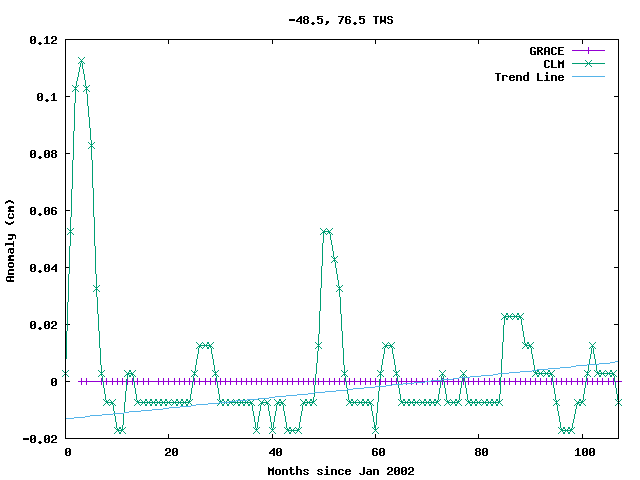 -48.5, 76.5 TWS
GRACE
CLM
Trend Line
0.12
0.1
0.08
0.06
0.04
0.02
0
-0.02
Anomaly (cm)
0 20 40 60 80 100
Months since Jan 2002